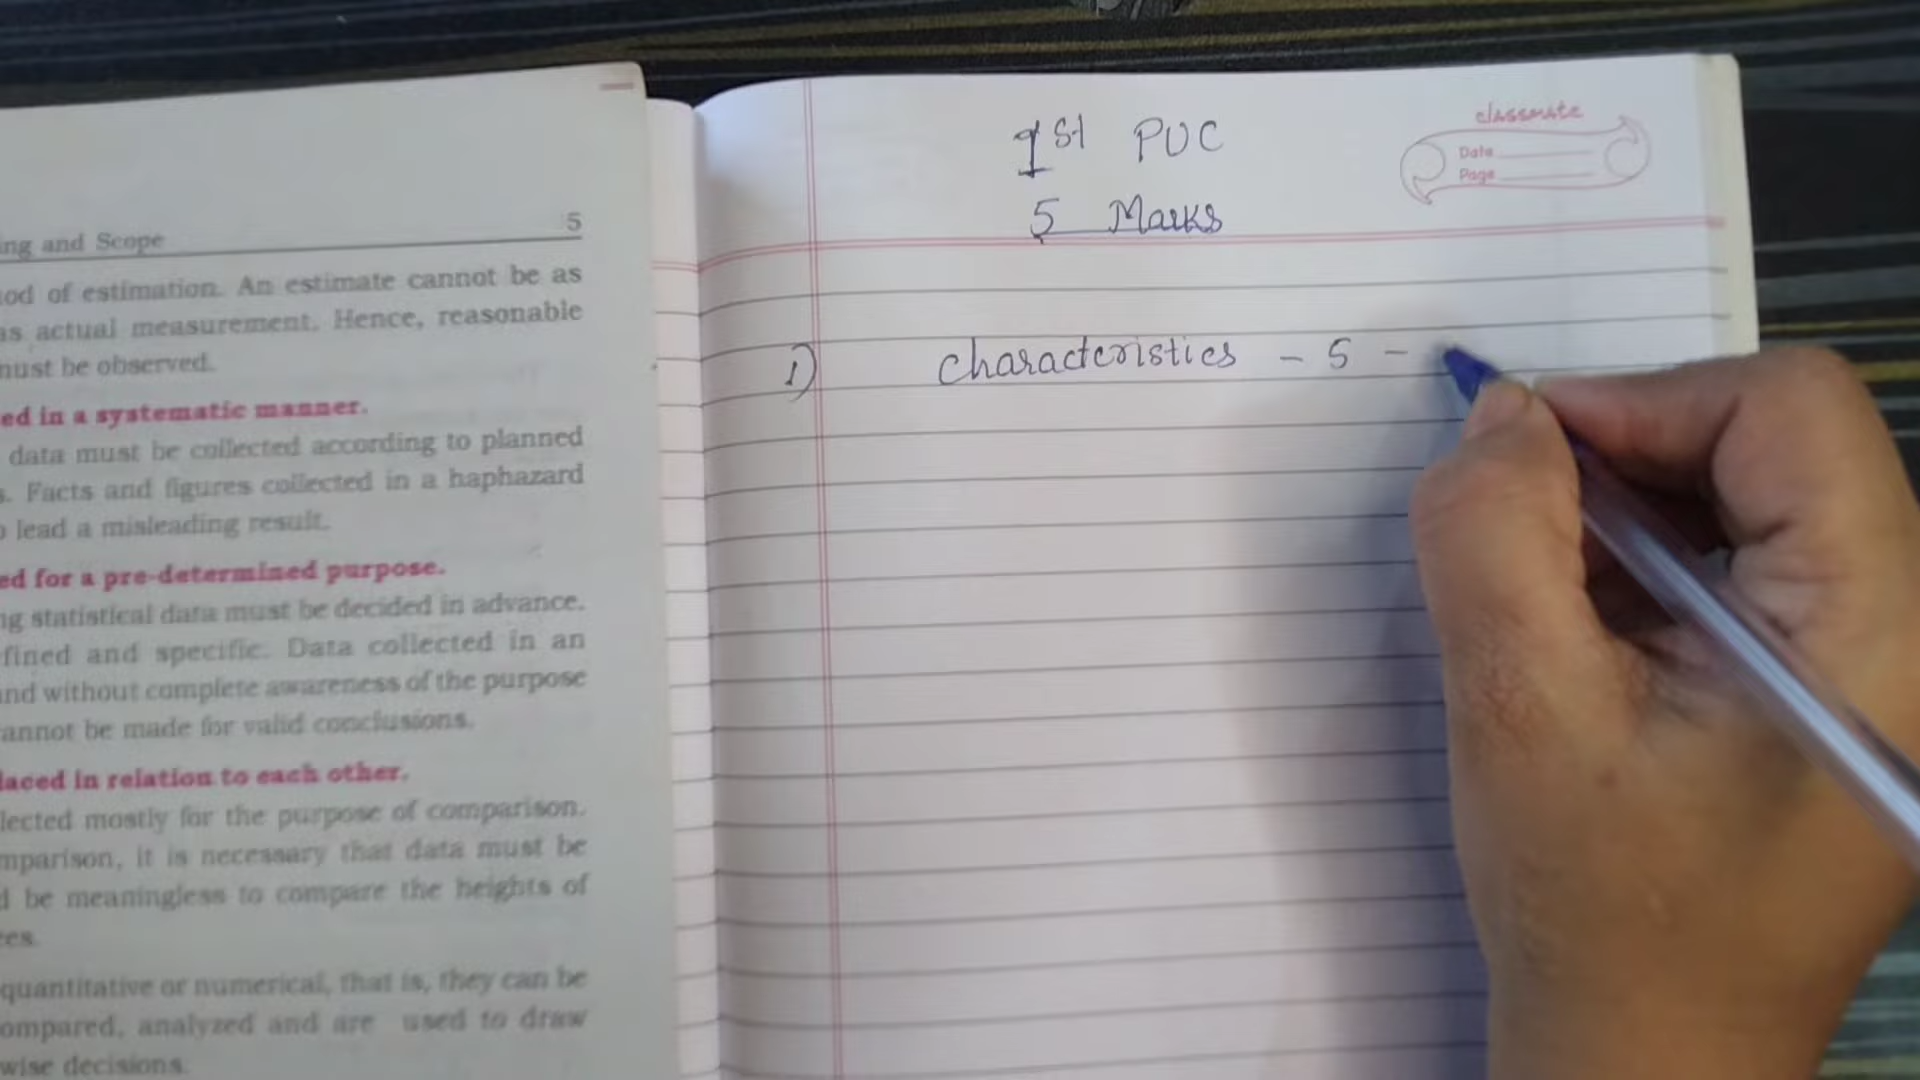 ing and Scope 5
od of estimation. An estimate cannot be as
as actual measurement. Hence, reasonable
must be observed.
ed in a systematic manner.
data must be collected according to planned
s. Facts and figures collected in a haphazard
o lead a misleading result.
ed for a pre-determined purpose.
ng statistical data must be decided in advance.
fined and specific. Data collected in an
and without complete awareness of the purpose
annot be made for valid conclusions.
laced in relation to each other.
lected mostly for the purpose of comparison.
mparison, it is necessary that data must be
d be meaningless to compare the heights of
ees.
quantitative or numerical, that is, they can be
ompared, analyzed and are used to draw
wise decisions.
1st PUC
5 Marks
classmate
Date
Page
1) Characteristics - 5 -